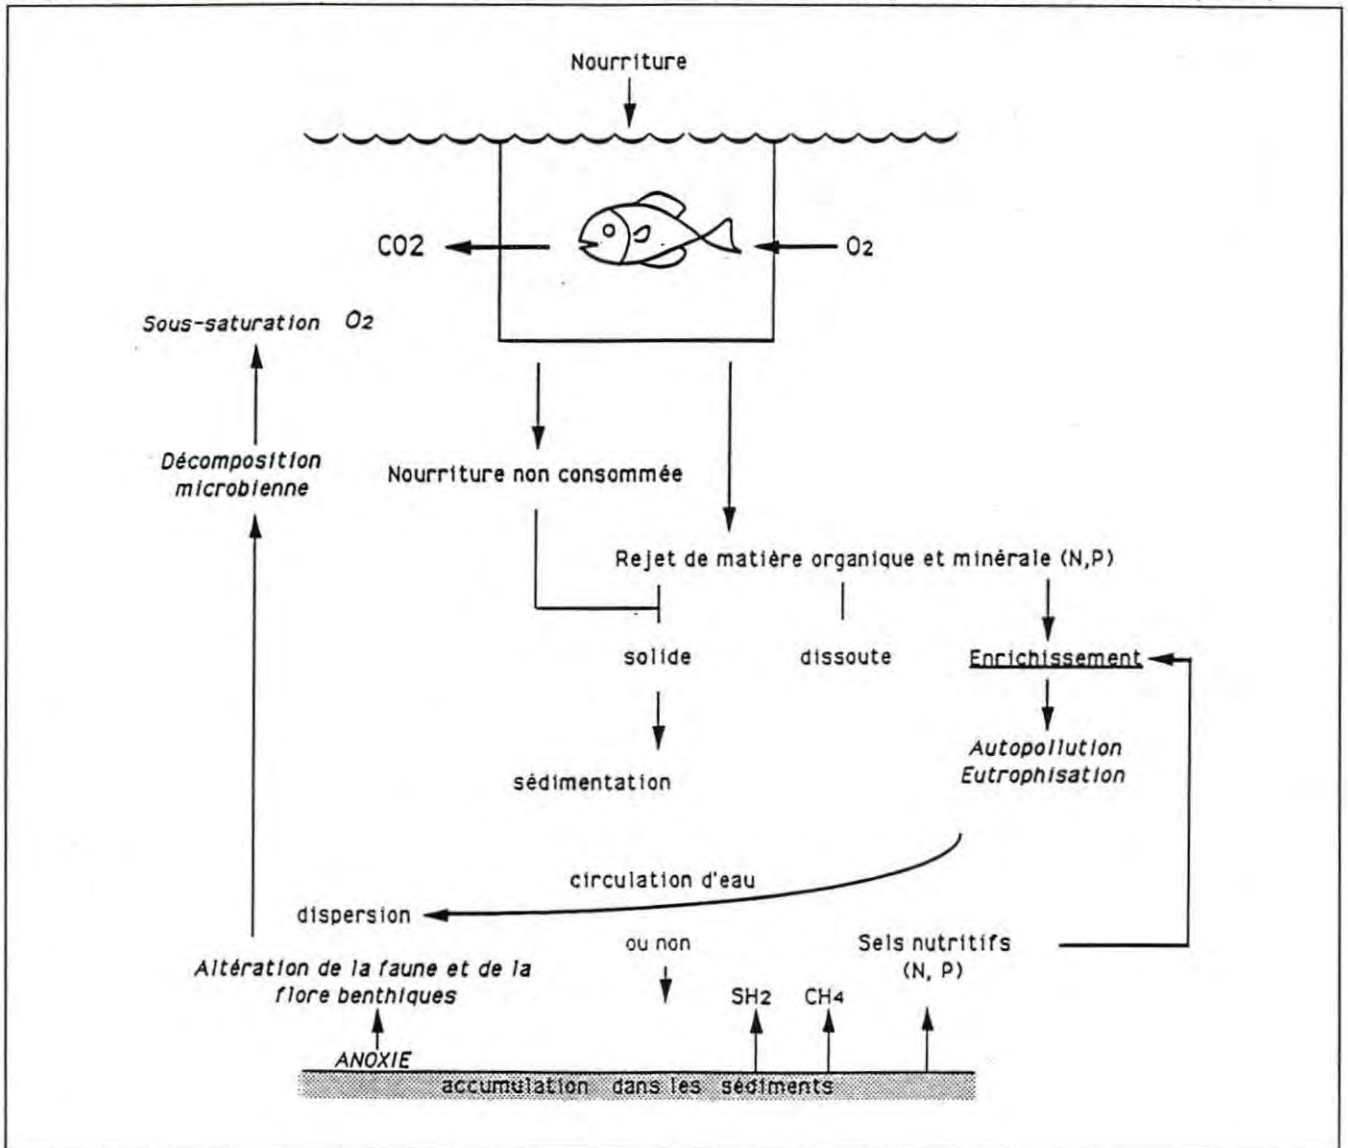 Nourriture
CO2
O2
Sous-saturation O2
Décomposition
microbienne
Nourriture non consommée
Rejet de matière organique et minérale (N,P)
solide
dissoute
Enrichissement
Autopollution
Eutrophisation
sédimentation
circulation d'eau
dispersion
ou non
Sels nutritifs
(N, P)
Altération de la faune et de la
flore benthiques
SH2
CH4
ANOXIE
accumulation dans les sédiments